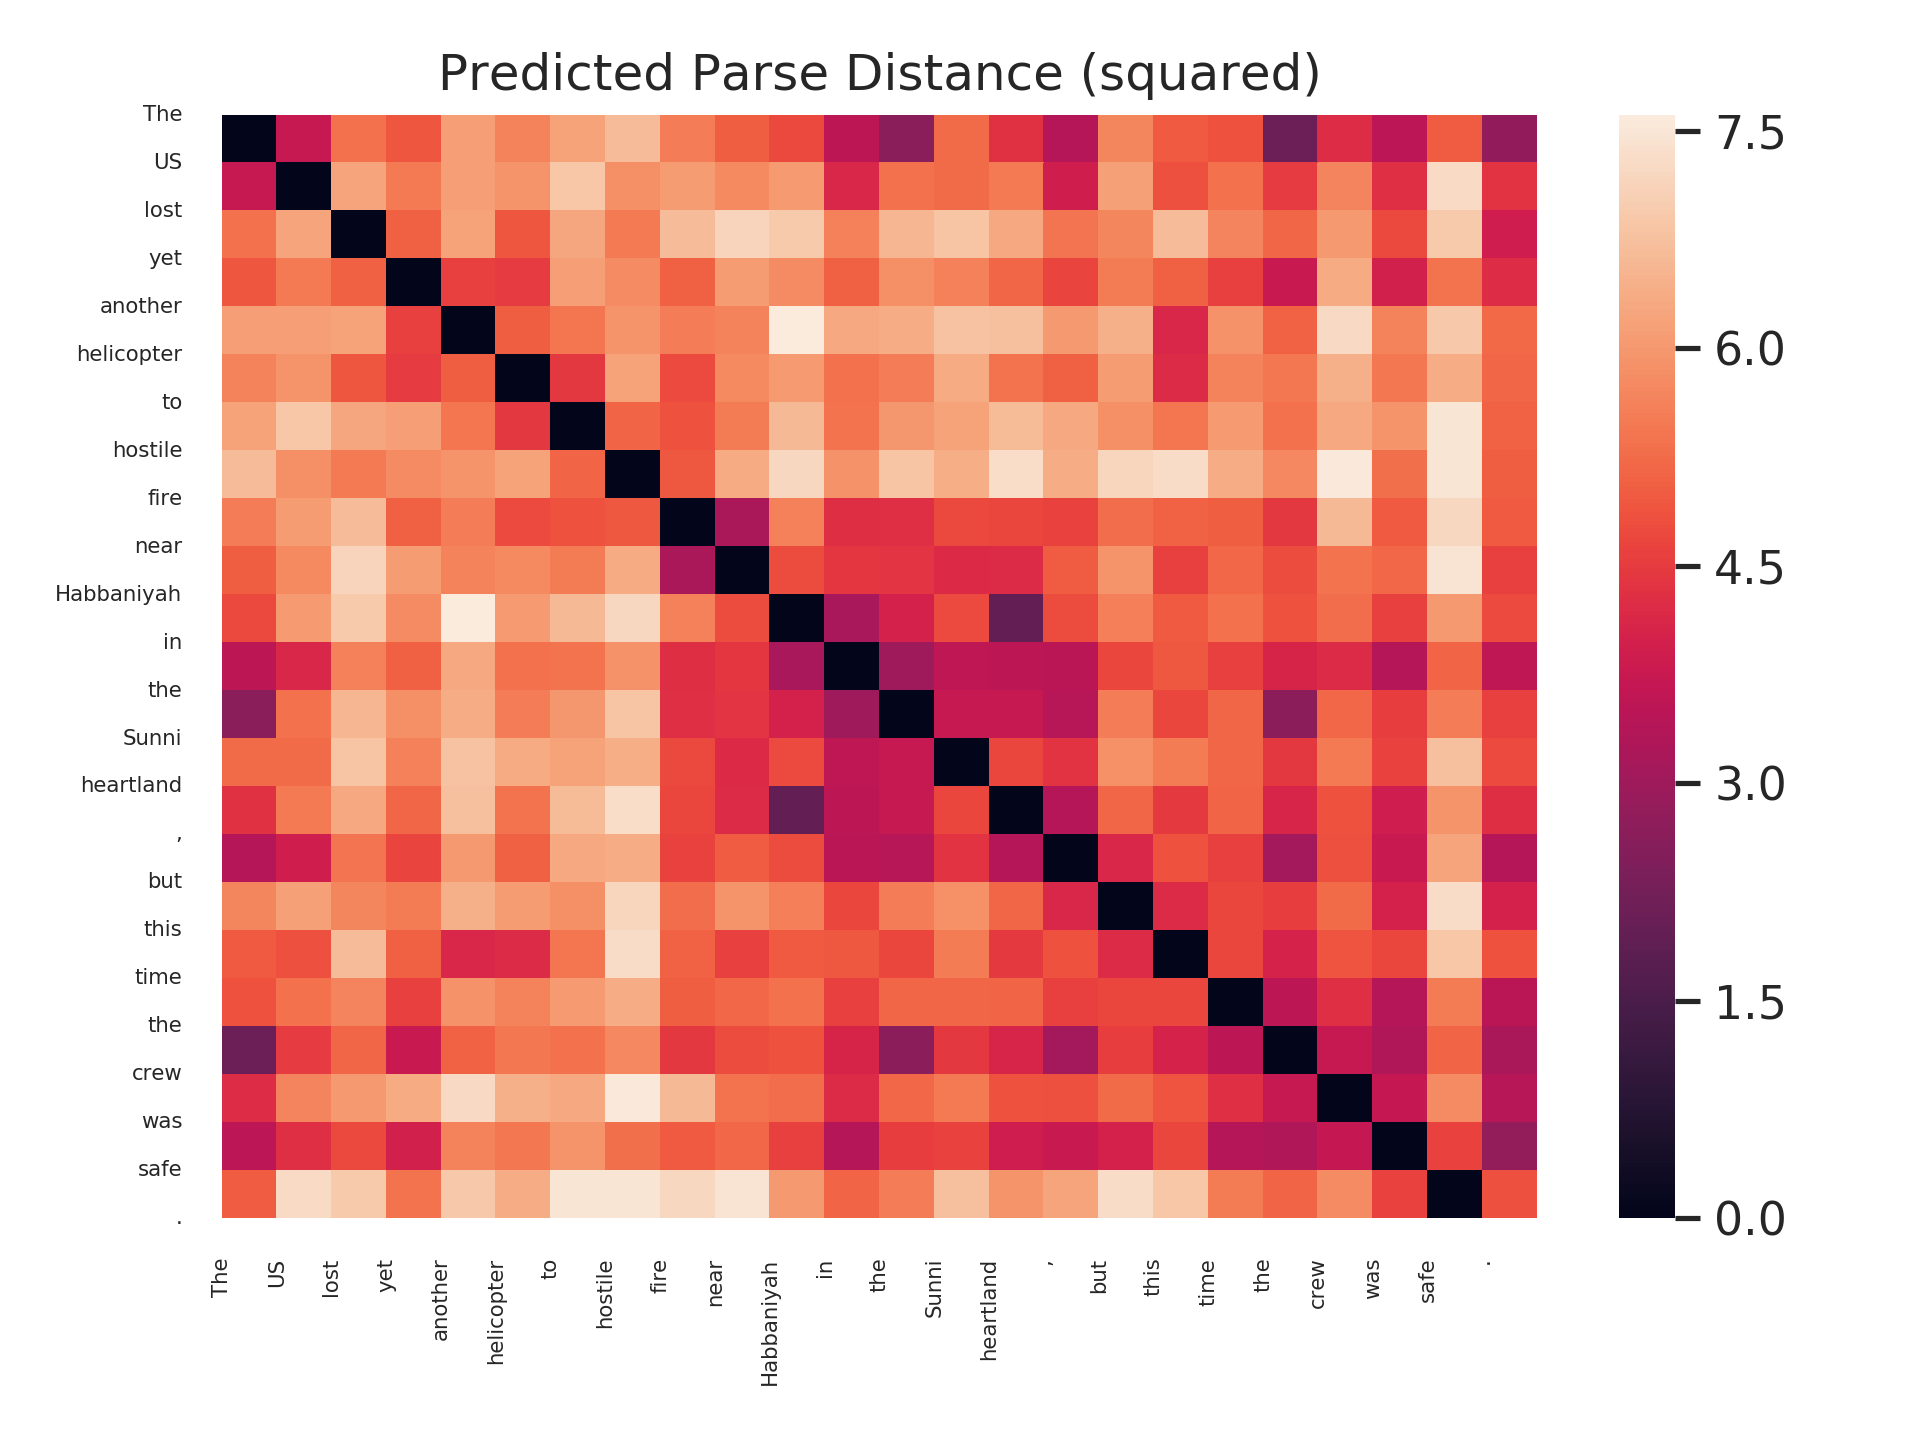 Predicted Parse Distance (squared)
The
US
lost
yet
another
helicopter
to
hostile
fire
near
Habbaniyah
in
the
Sunni
heartland
,
but
this
time
the
crew
was
safe
.
7.5
6.0
4.5
3.0
1.5
0.0
The
US
lost
yet
another
helicopter
to
hostile
fire
near
Habbaniyah
in
the
Sunni
heartland
,
but
this
time
the
crew
was
safe
.